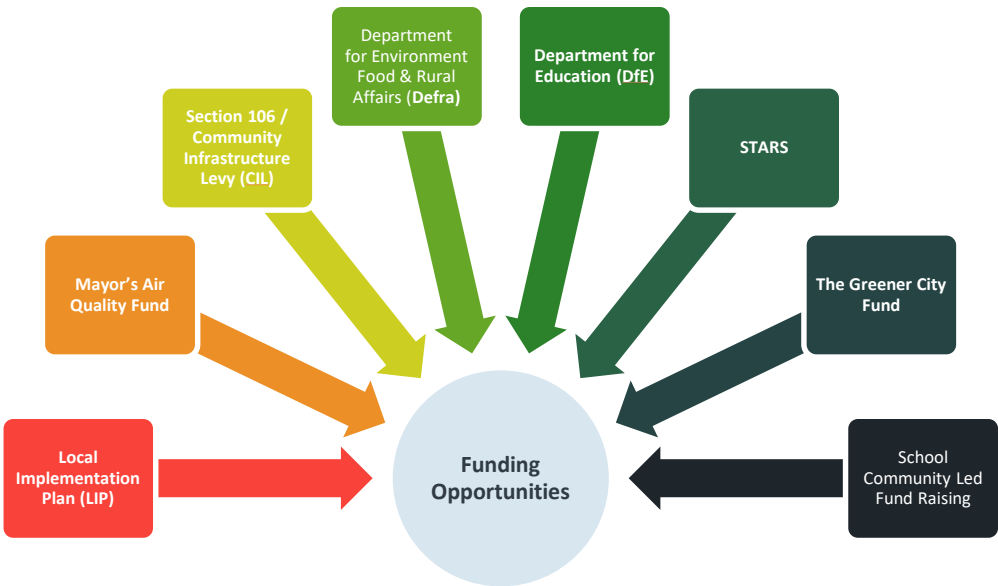 Department
for Environment
Food & Rural
Affairs (Defra)
Department for
Education (DfE)
Section 106 /
Community
Infrastructure
Levy (CIL)
STARS
Mayor’s Air
Quality Fund
The Greener City
Fund
Local
Implementation
Plan (LIP)
Funding
Opportunities
School
Community Led
Fund Raising